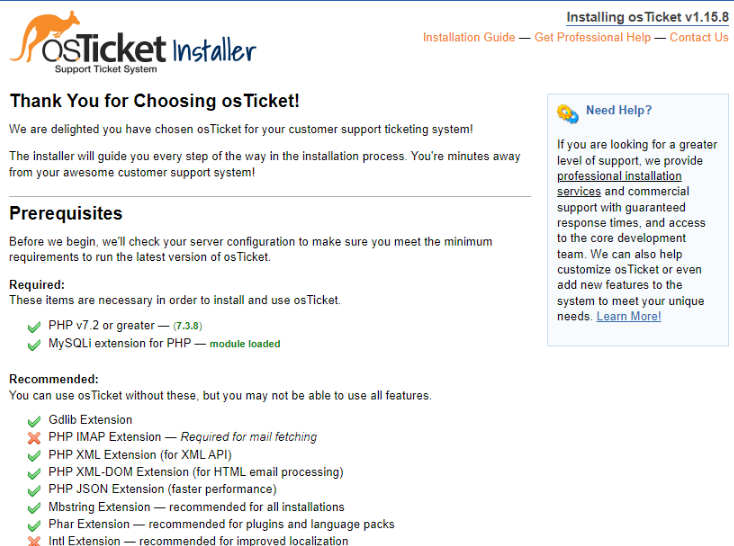 osTicket Installer
Support Ticket System
Installing osTicket v1.15.8
Installation Guide — Get Professional Help — Contact Us
Thank You for Choosing osTicket!
We are delighted you have chosen osTicket for your customer support ticketing system!
The installer will guide you every step of the way in the installation process. You're minutes away
from your awesome customer support system!
Prerequisites
Before we begin, we'll check your server configuration to make sure you meet the minimum
requirements to run the latest version of osTicket.
Required:
These items are necessary in order to install and use osTicket.
PHP v7.2 or greater — (7.3.8)
MySQLi extension for PHP — module loaded
Recommended:
You can use osTicket without these, but you may not be able to use all features.
Gdlib Extension
PHP IMAP Extension — Required for mail fetching
PHP XML Extension (for XML API)
PHP XML-DOM Extension (for HTML email processing)
PHP JSON Extension (faster performance)
Mbstring Extension — recommended for all installations
Phar Extension — recommended for plugins and language packs
Intl Extension — recommended for improved localization
Need Help?
If you are looking for a greater
level of support, we provide
professional installation
services and commercial
support with guaranteed
response times, and access
to the core development
team. We can also help
customize osTicket or even
add new features to the
system to meet your unique
needs. Learn More!